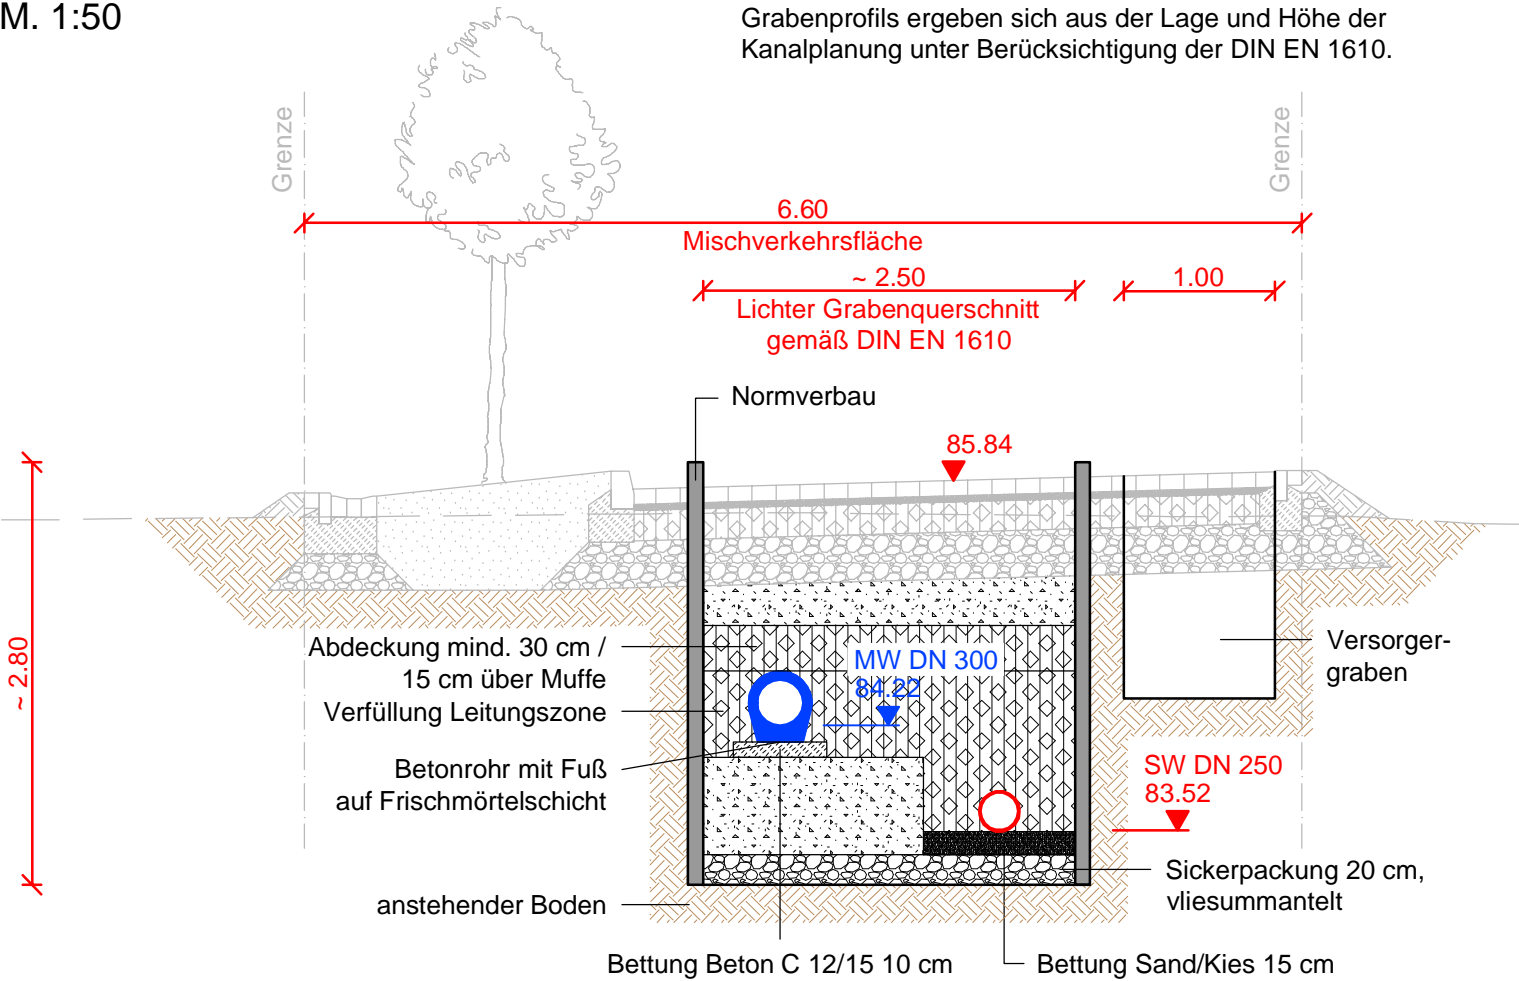 M. 1:50
Grabenprofils ergeben sich aus der Lage und Höhe der
Kanalplanung unter Berücksichtigung der DIN EN 1610.
Grenze
Grenze
6.60
Mischverkehrsfläche
~ 2.50
1.00
Lichter Grabenquerschnitt
gemäß DIN EN 1610
Normverbau
85.84
~ 2.80
Abdeckung mind. 30 cm /
15 cm über Muffe
Verfüllung Leitungszone
MW DN 300
84.22
Versorger-
graben
Betonrohr mit Fuß
auf Frischmörtelschicht
SW DN 250
83.52
Sickerpackung 20 cm,
vliesummantelt
anstehender Boden
Bettung Beton C 12/15 10 cm
Bettung Sand/Kies 15 cm